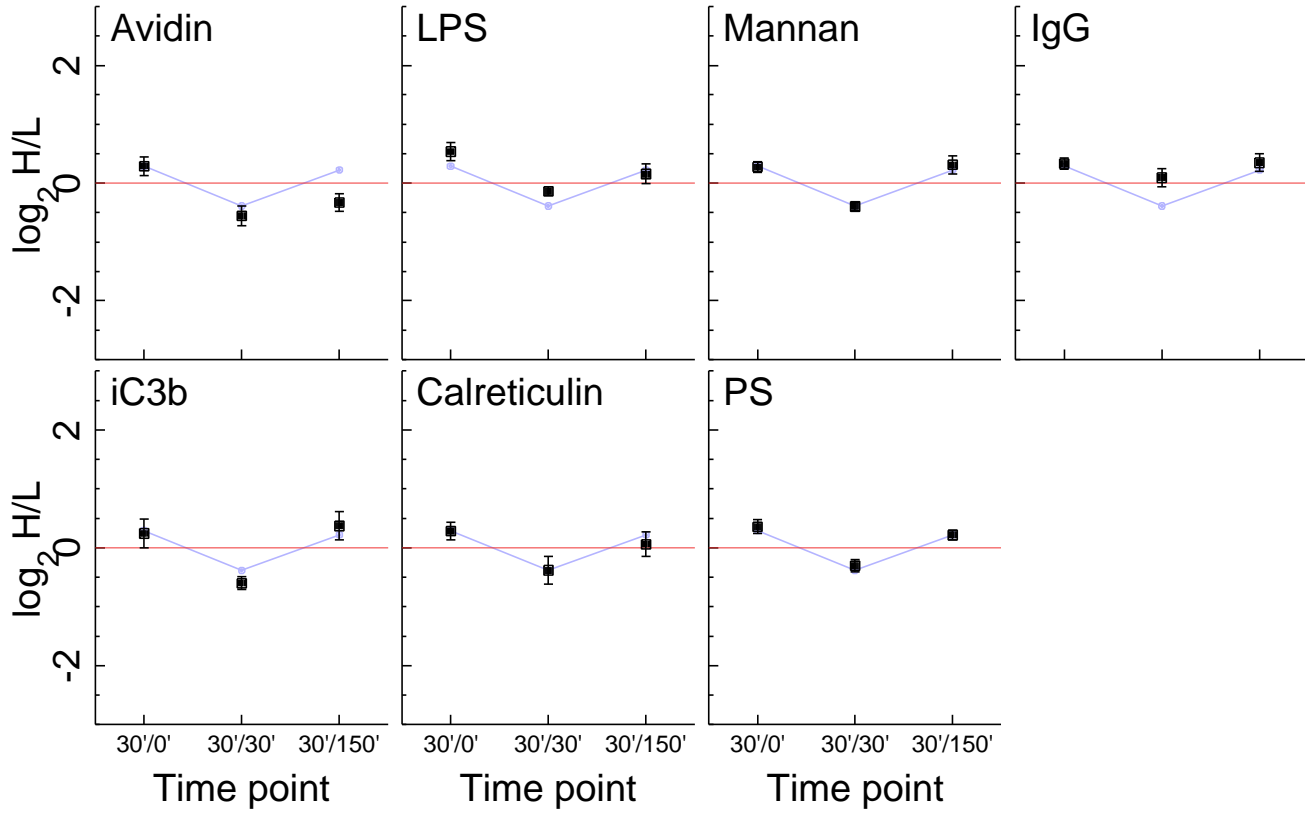 Avidin LPS Mannan IgG
2
0
-2
log2 H/L
iC3b Calreticulin PS
2
0
-2
log2 H/L
30'/0' 30'/30' 30'/150' 30'/0' 30'/30' 30'/150' 30'/0' 30'/30' 30'/150'
Time point Time point Time point